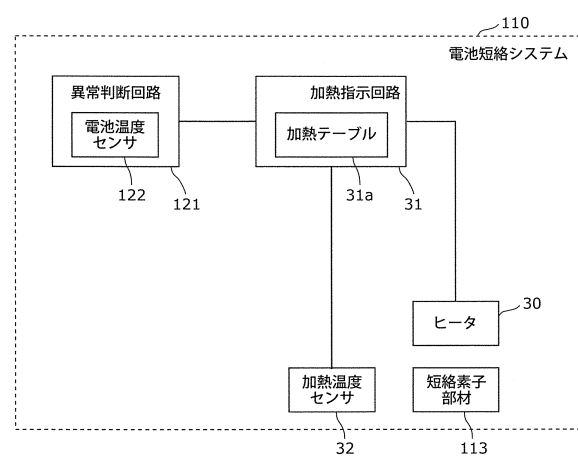 110
電池短絡システム
異常判断回路
電池温度
センサ
122
121
加熱指示回路
加熱テーブル
31a
31
ヒータ
30
加熱温度
センサ
32
短絡素子
部材
113